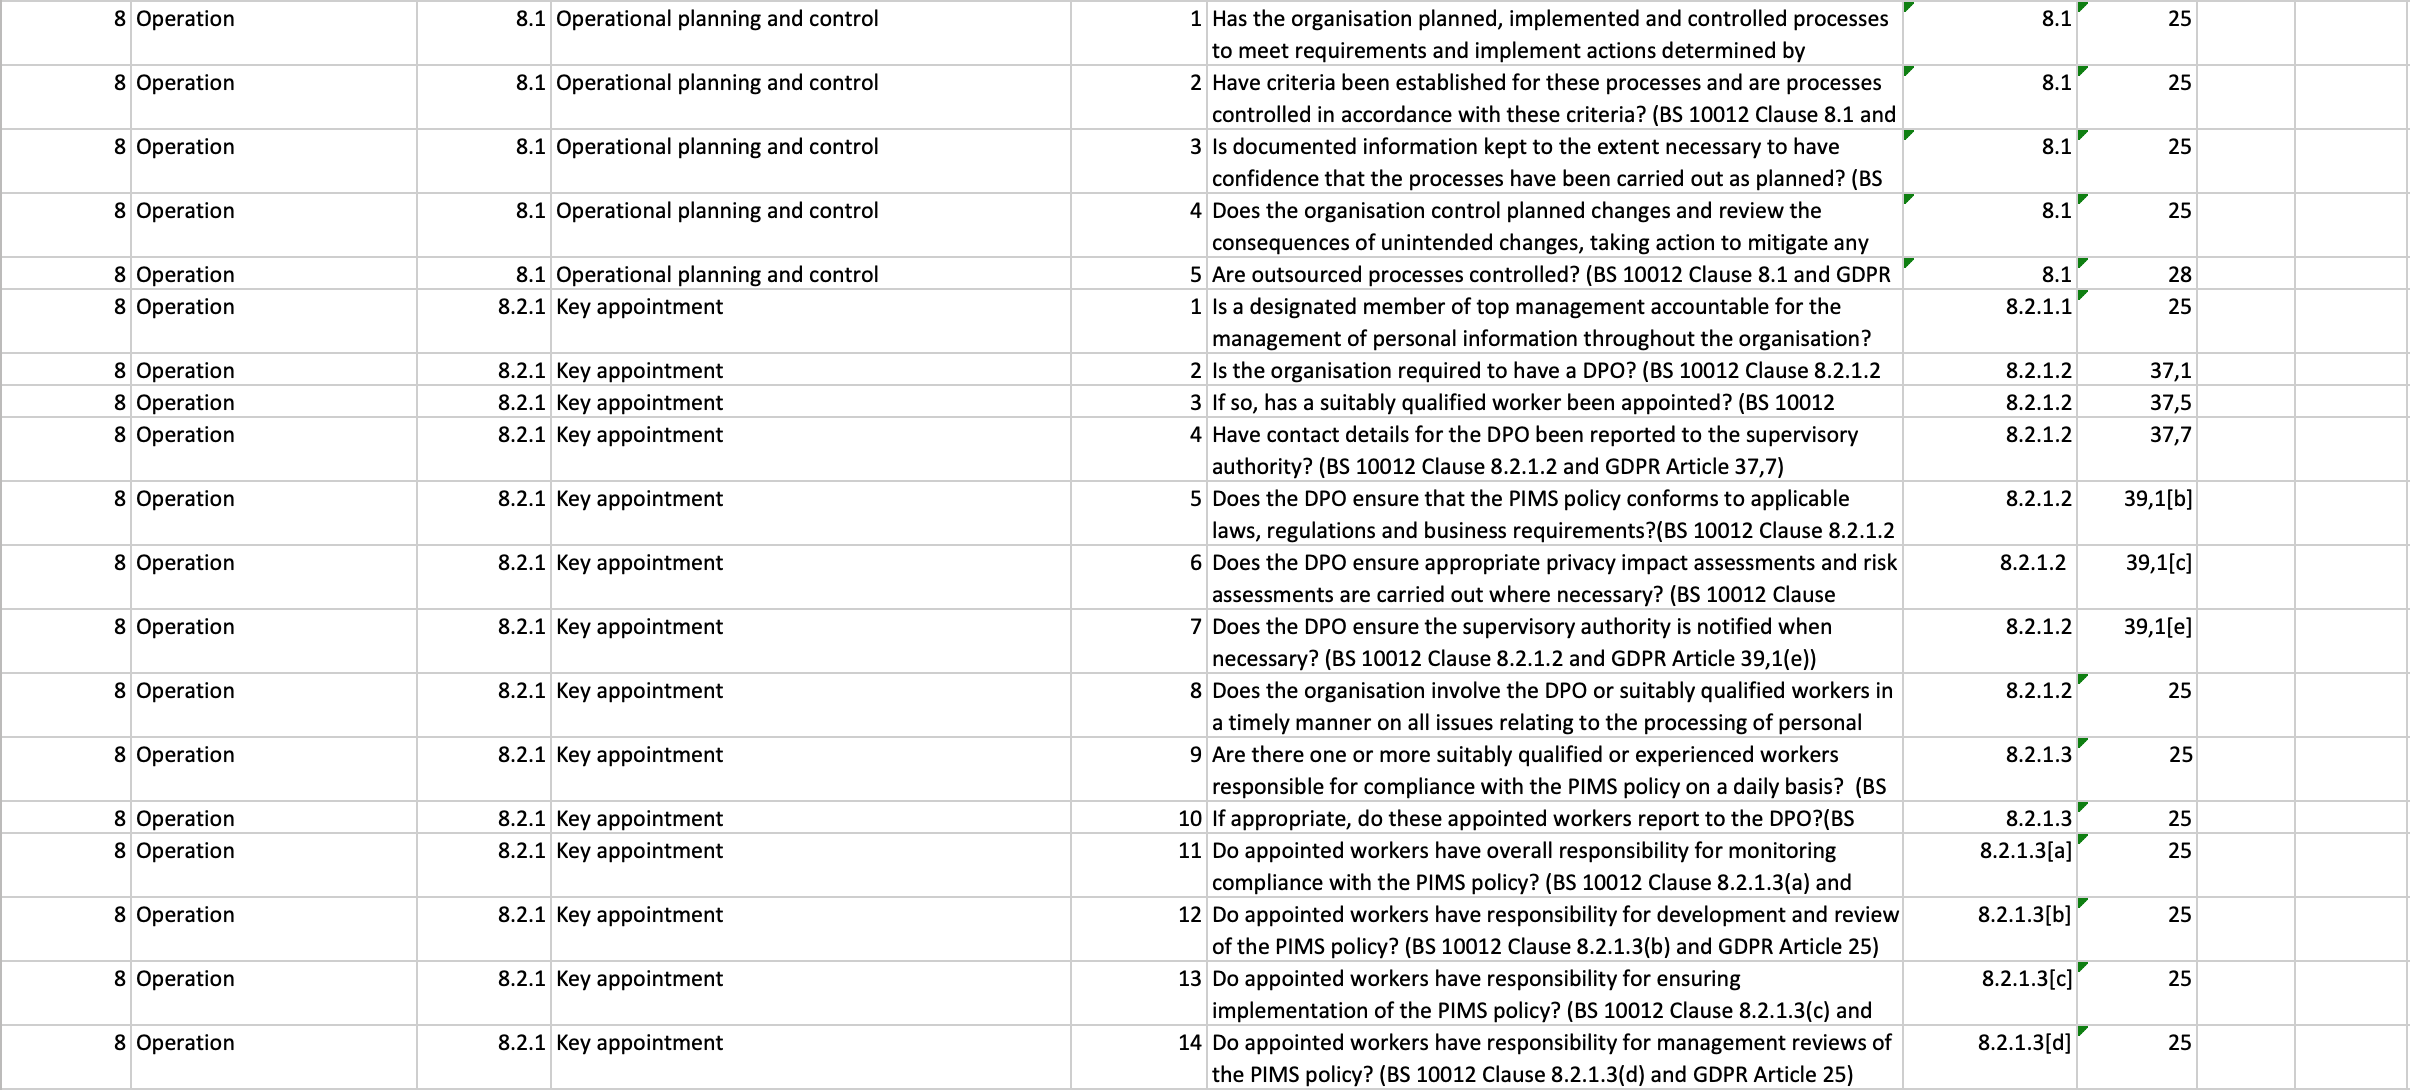 8 Operation 8.1 Operational planning and control 1 Has the organisation planned, implemented and controlled processes 8.1 25
to meet requirements and implement actions determined by
8 Operation 8.1 Operational planning and control 2 Have criteria been established for these processes and are processes 8.1 25
controlled in accordance with these criteria? (BS 10012 Clause 8.1 and
8 Operation 8.1 Operational planning and control 3 Is documented information kept to the extent necessary to have 8.1 25
confidence that the processes have been carried out as planned? (BS
8 Operation 8.1 Operational planning and control 4 Does the organisation control planned changes and review the 8.1 25
consequences of unintended changes, taking action to mitigate any
8 Operation 8.1 Operational planning and control 5 Are outsourced processes controlled? (BS 10012 Clause 8.1 and GDPR 8.1 28
8 Operation 8.2.1 Key appointment 1 Is a designated member of top management accountable for the 8.2.1.1 25
management of personal information throughout the organisation?
8 Operation 8.2.1 Key appointment 2 Is the organisation required to have a DPO? (BS 10012 Clause 8.2.1.2 8.2.1.2 37,1
8 Operation 8.2.1 Key appointment 3 If so, has a suitably qualified worker been appointed? (BS 10012 8.2.1.2 37,5
8 Operation 8.2.1 Key appointment 4 Have contact details for the DPO been reported to the supervisory 8.2.1.2 37,7
authority? (BS 10012 Clause 8.2.1.2 and GDPR Article 37,7)
8 Operation 8.2.1 Key appointment 5 Does the DPO ensure that the PIMS policy conforms to applicable 8.2.1.2 39,1[b]
laws, regulations and business requirements?(BS 10012 Clause 8.2.1.2
8 Operation 8.2.1 Key appointment 6 Does the DPO ensure appropriate privacy impact assessments and risk 8.2.1.2 39,1[c]
assessments are carried out where necessary? (BS 10012 Clause
8 Operation 8.2.1 Key appointment 7 Does the DPO ensure the supervisory authority is notified when 8.2.1.2 39,1[e]
necessary? (BS 10012 Clause 8.2.1.2 and GDPR Article 39,1(e))
8 Operation 8.2.1 Key appointment 8 Does the organisation involve the DPO or suitably qualified workers in 8.2.1.2 25
a timely manner on all issues relating to the processing of personal
8 Operation 8.2.1 Key appointment 9 Are there one or more suitably qualified or experienced workers 8.2.1.3 25
responsible for compliance with the PIMS policy on a daily basis?  (BS
8 Operation 8.2.1 Key appointment 10 If appropriate, do these appointed workers report to the DPO?(BS 8.2.1.3 25
8 Operation 8.2.1 Key appointment 11 Do appointed workers have overall responsibility for monitoring 8.2.1.3[a] 25
compliance with the PIMS policy? (BS 10012 Clause 8.2.1.3(a) and
8 Operation 8.2.1 Key appointment 12 Do appointed workers have responsibility for development and review 8.2.1.3[b] 25
of the PIMS policy? (BS 10012 Clause 8.2.1.3(b) and GDPR Article 25)
8 Operation 8.2.1 Key appointment 13 Do appointed workers have responsibility for ensuring 8.2.1.3[c] 25
implementation of the PIMS policy? (BS 10012 Clause 8.2.1.3(c) and
8 Operation 8.2.1 Key appointment 14 Do appointed workers have responsibility for management reviews of 8.2.1.3[d] 25
the PIMS policy? (BS 10012 Clause 8.2.1.3(d) and GDPR Article 25)